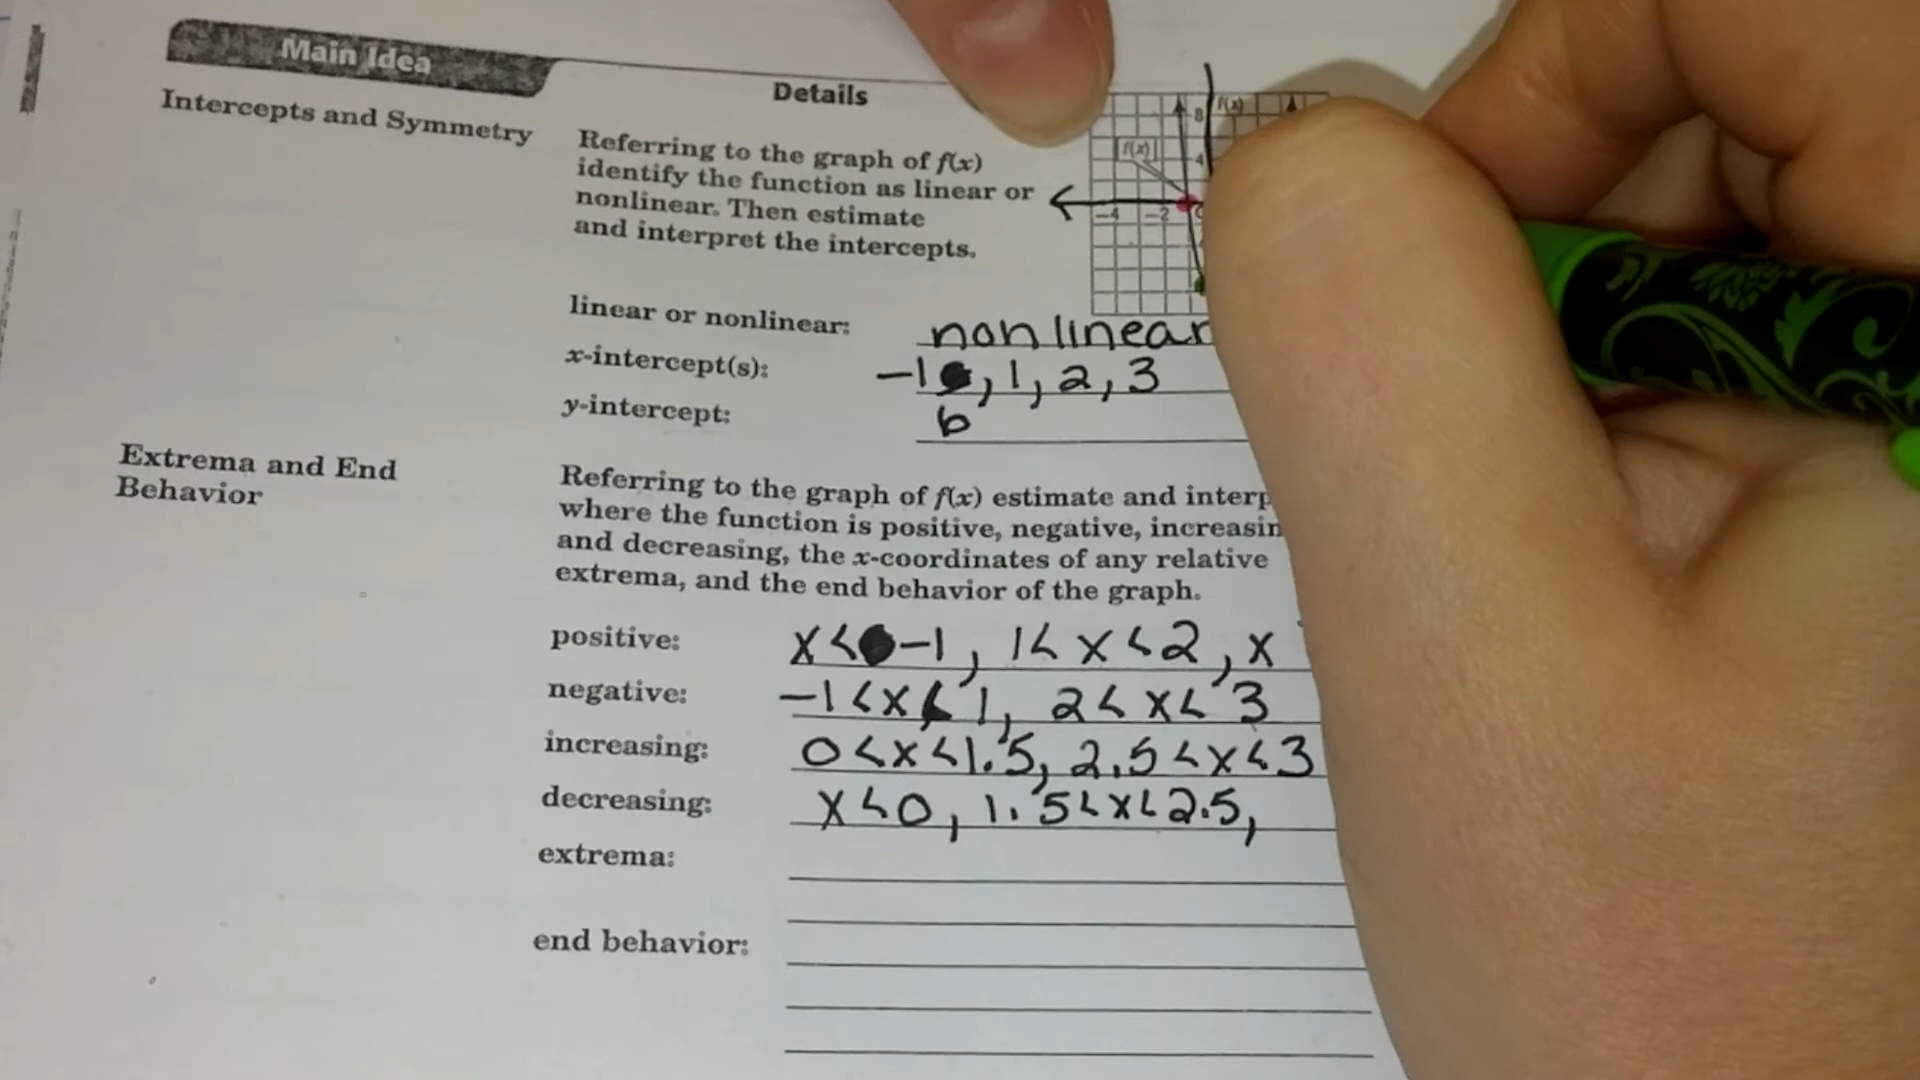 Main Idea
Details
Intercepts and Symmetry
Referring to the graph of f(x)
identify the function as linear or
nonlinear. Then estimate
and interpret the intercepts.
8
f(x)
f(x)
4
-4
-2
linear or nonlinear:
nonlinear
x-intercept(s):
-1, 1, 2, 3
y-intercept:
6
Extrema and End
Behavior
Referring to the graph of f(x) estimate and
where the function is positive, negative,
and decreasing, the x-coordinates of any relative
extrema, and the end behavior of the graph.
positive:
x<-1, 1<x<2, x
negative:
-1<x<1, 2<x<3
increasing:
0<x<1.5, 2.5<x<3
decreasing:
x<0, 1.5<x<2.5,
extrema:
end behavior: